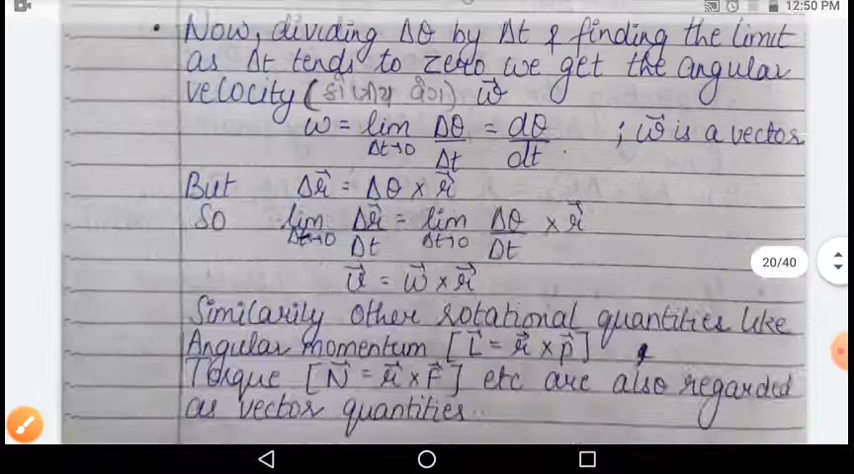 12:50 PM
• Now, dividing Δθ by Δt & finding the limit
as Δt tends to zero we get the angular
velocity (કોણીય વેગ) ω⃗
ω = lim Δt→0 Δθ/Δt = dθ/dt ; ω⃗ is a vector
But Δr⃗ = Δθ × r⃗
So lim Δt→0 Δr⃗/Δt = lim Δt→0 Δθ/Δt × r⃗
v⃗ = ω⃗ × r⃗
20/40
Similarily other rotational quantities like
Angular momentum [L⃗ = r⃗ × p⃗] &
Torque [N⃗ = r⃗ × F⃗] etc are also regarded
as vector quantities.